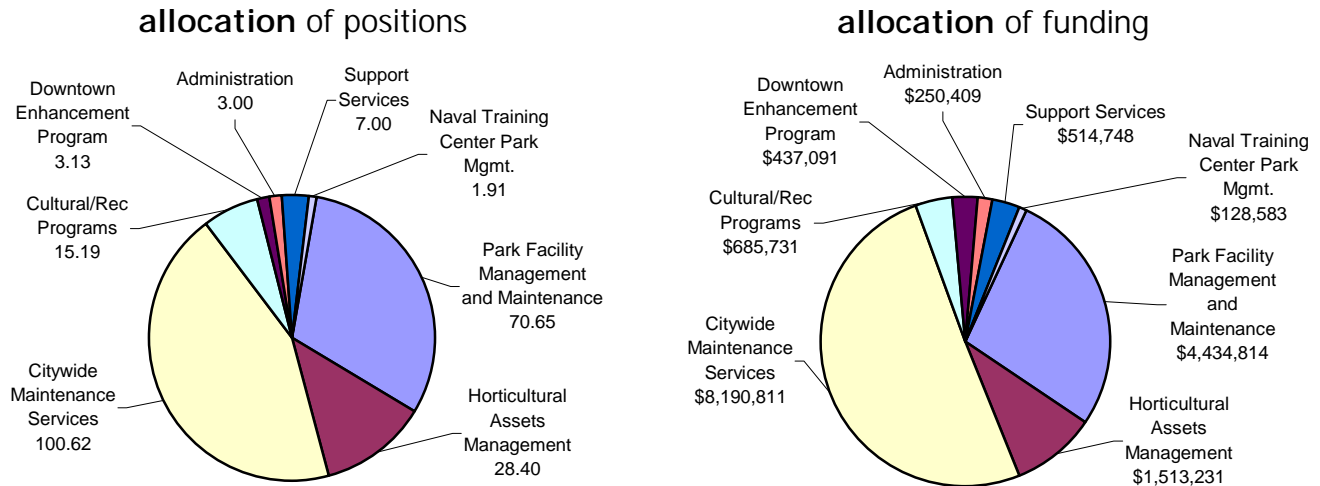 allocation of positions
Administration
3.00
Support
Services
7.00
Downtown
Enhancement
Program
3.13
Naval Training
Center Park
Mgmt.
1.91
Cultural/Rec
Programs
15.19
Park Facility
Management
and Maintenance
70.65
Citywide
Maintenance
Services
100.62
Horticultural
Assets
Management
28.40
allocation of funding
Administration
$250,409
Downtown
Enhancement
Program
$437,091
Support Services
$514,748
Naval Training
Center Park
Mgmt.
$128,583
Cultural/Rec
Programs
$685,731
Park Facility
Management
and
Maintenance
$4,434,814
Citywide
Maintenance
Services
$8,190,811
Horticultural
Assets
Management
$1,513,231